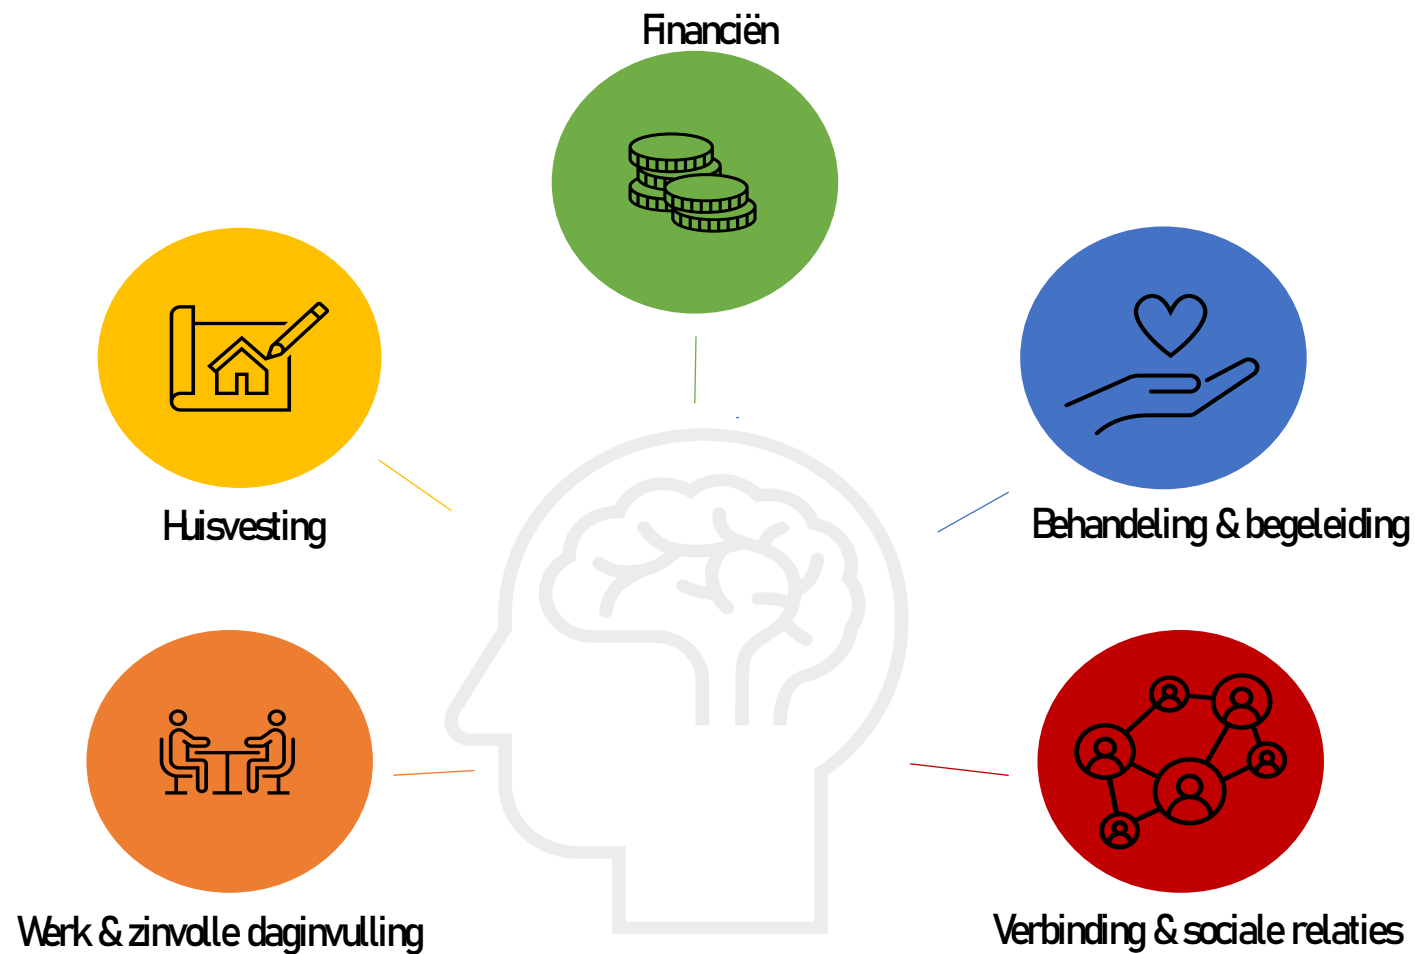 Financiën
Huisvesting
Behandeling & begeleiding
Werk & zinvolle daginvulling
Verbinding & sociale relaties